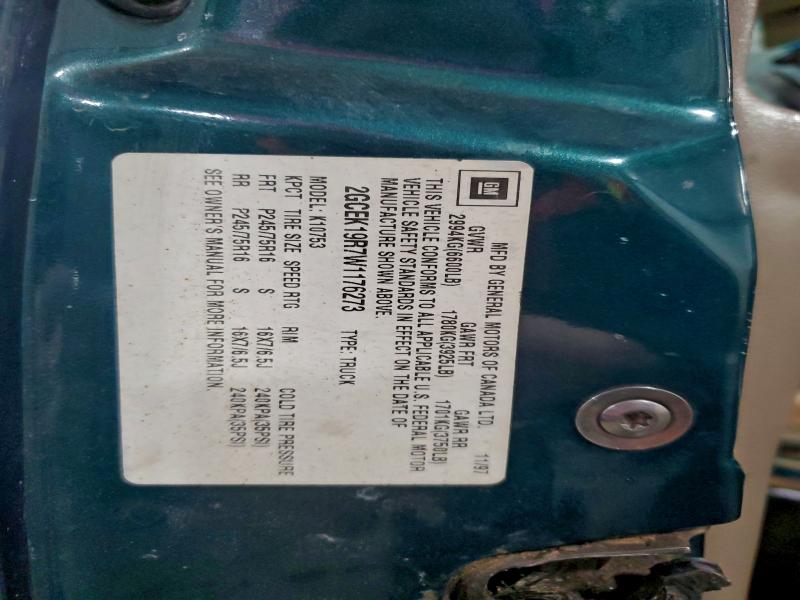 GM
MFD BY GENERAL MOTORS OF CANADA LTD. 11/97
GVWR GAWR FRT GAWR RR
2994KG(6600LB) 1780KG(3925LB) 1701KG(3750LB)
THIS VEHICLE CONFORMS TO ALL APPLICABLE U.S. FEDERAL MOTOR
VEHICLE SAFETY STANDARDS IN EFFECT ON THE DATE OF
MANUFACTURE SHOWN ABOVE.
2GCEK19R7W1176273 TYPE: TRUCK
MODEL: K10753
KPCT TIRE SIZE SPEED RTG RIM COLD TIRE PRESSURE
FRT P245/75R16 S 16X7/6.5J 240KPA(35PSI)
RR P245/75R16 S 16X7/6.5J 240KPA(35PSI)
SEE OWNER'S MANUAL FOR MORE INFORMATION.